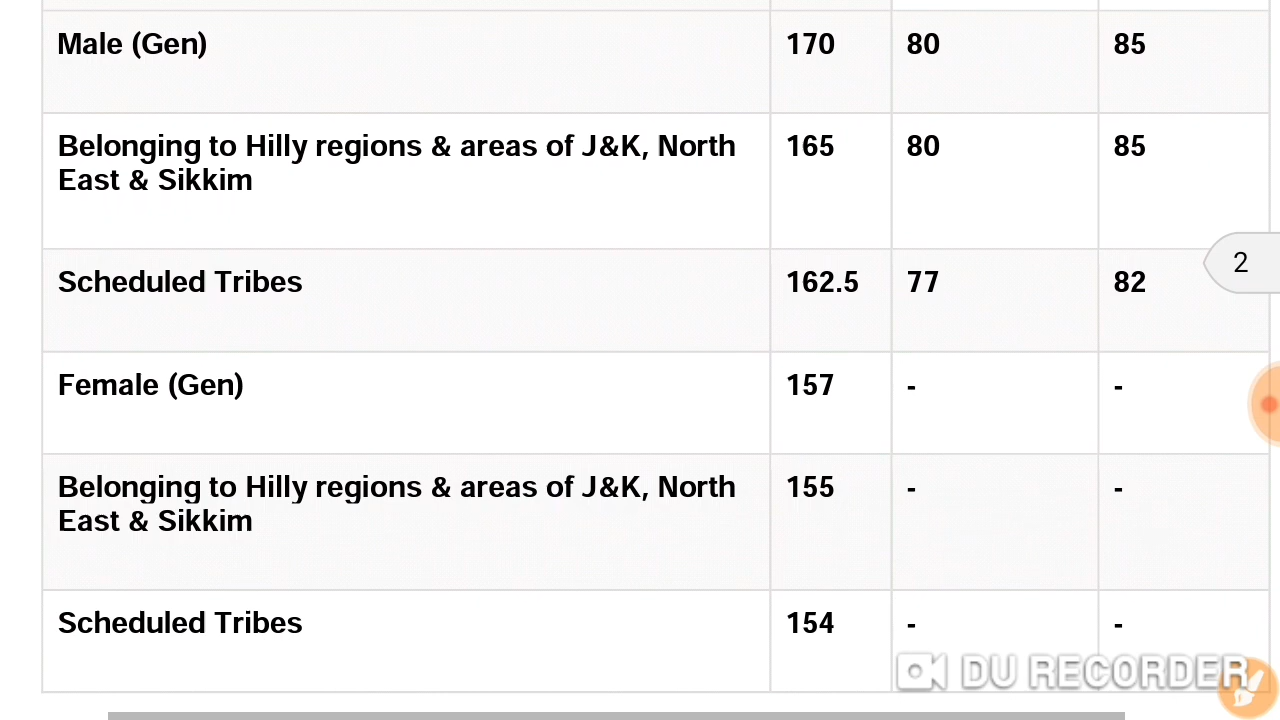 Male (Gen) 170 80 85
Belonging to Hilly regions & areas of J&K, North 165 80 85
East & Sikkim
2
Scheduled Tribes 162.5 77 82
Female (Gen) 157 - -
Belonging to Hilly regions & areas of J&K, North 155 - -
East & Sikkim
Scheduled Tribes 154 - -
DU RECORDER